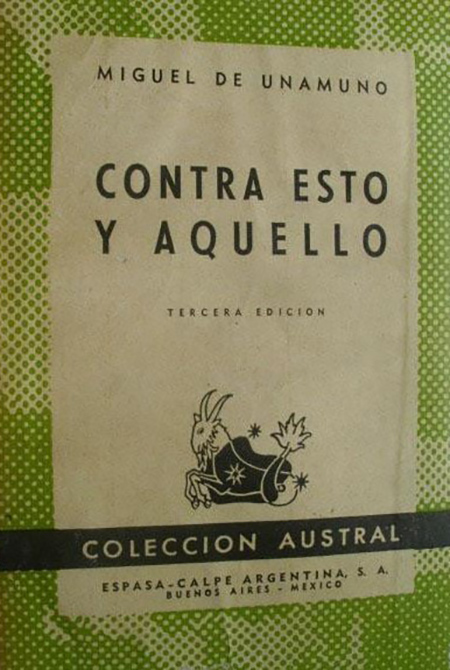 MIGUEL DE UNAMUNO
CONTRA ESTO
Y AQUELLO
TERCERA EDICION
COLECCION AUSTRAL
ESPASA-CALPE ARGENTINA, S. A.
BUENOS AIRES - MEXICO